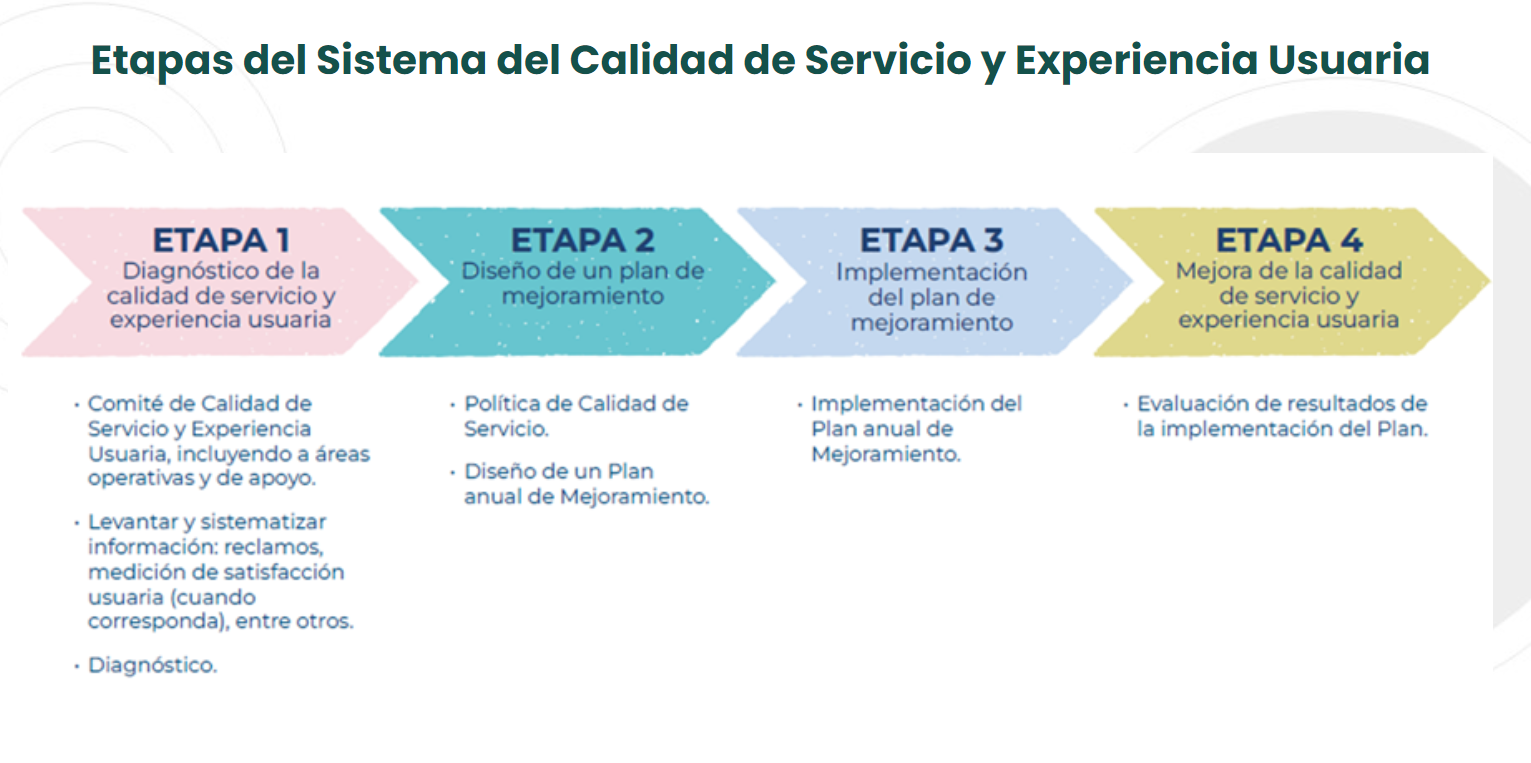 Etapas del Sistema del Calidad de Servicio y Experiencia Usuaria
ETAPA 1
Diagnóstico de la
calidad de servicio y
experiencia usuaria
ETAPA 2
Diseño de un plan de
mejoramiento
ETAPA 3
Implementación
del plan de
mejoramiento
ETAPA 4
Mejora de la calidad
de servicio y
experiencia usuaria
· Comité de Calidad de
Servicio y Experiencia
Usuaria, incluyendo a áreas
operativas y de apoyo.
· Levantar y sistematizar
información: reclamos,
medición de satisfacción
usuaria (cuando
corresponda), entre otros.
· Diagnóstico.
· Política de Calidad de
Servicio.
· Diseño de un Plan
anual de Mejoramiento.
· Implementación del
Plan anual de
Mejoramiento.
· Evaluación de resultados de
la implementación del Plan.